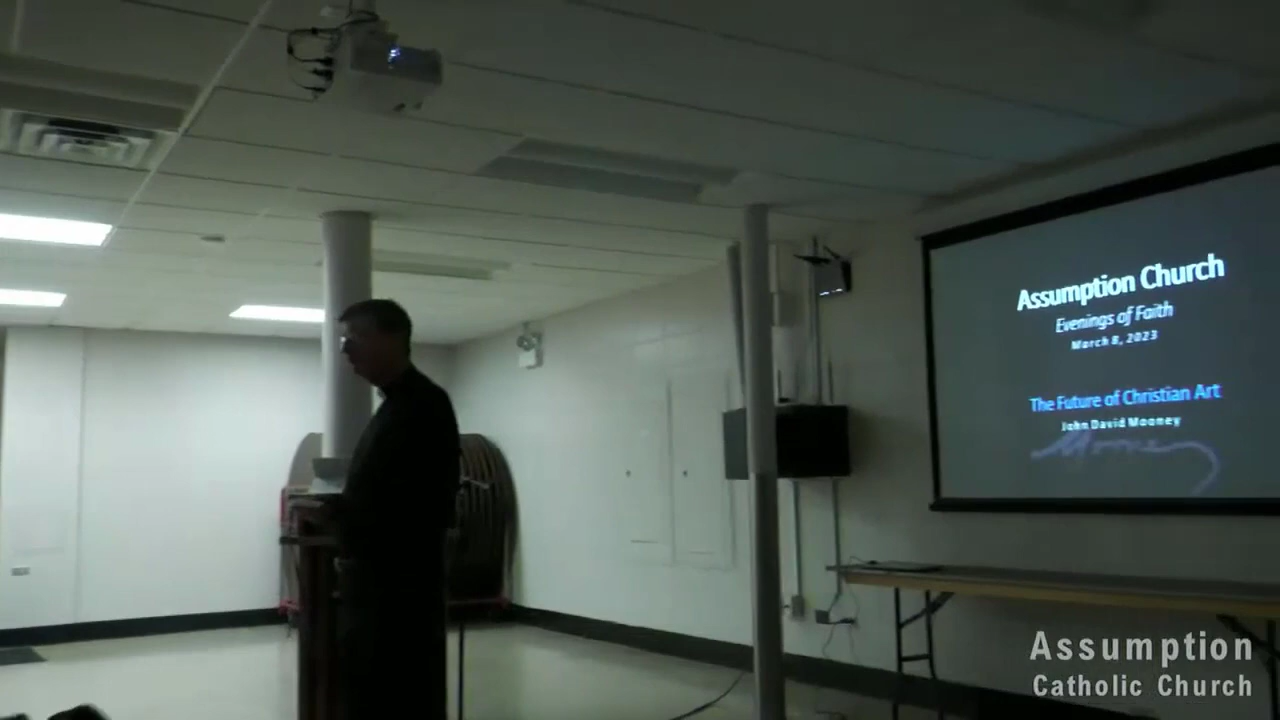 Assumption Church
Evenings of Faith
March 8, 2023
The Future of Christian Art
John David Mooney
Mooney
Assumption
Catholic Church